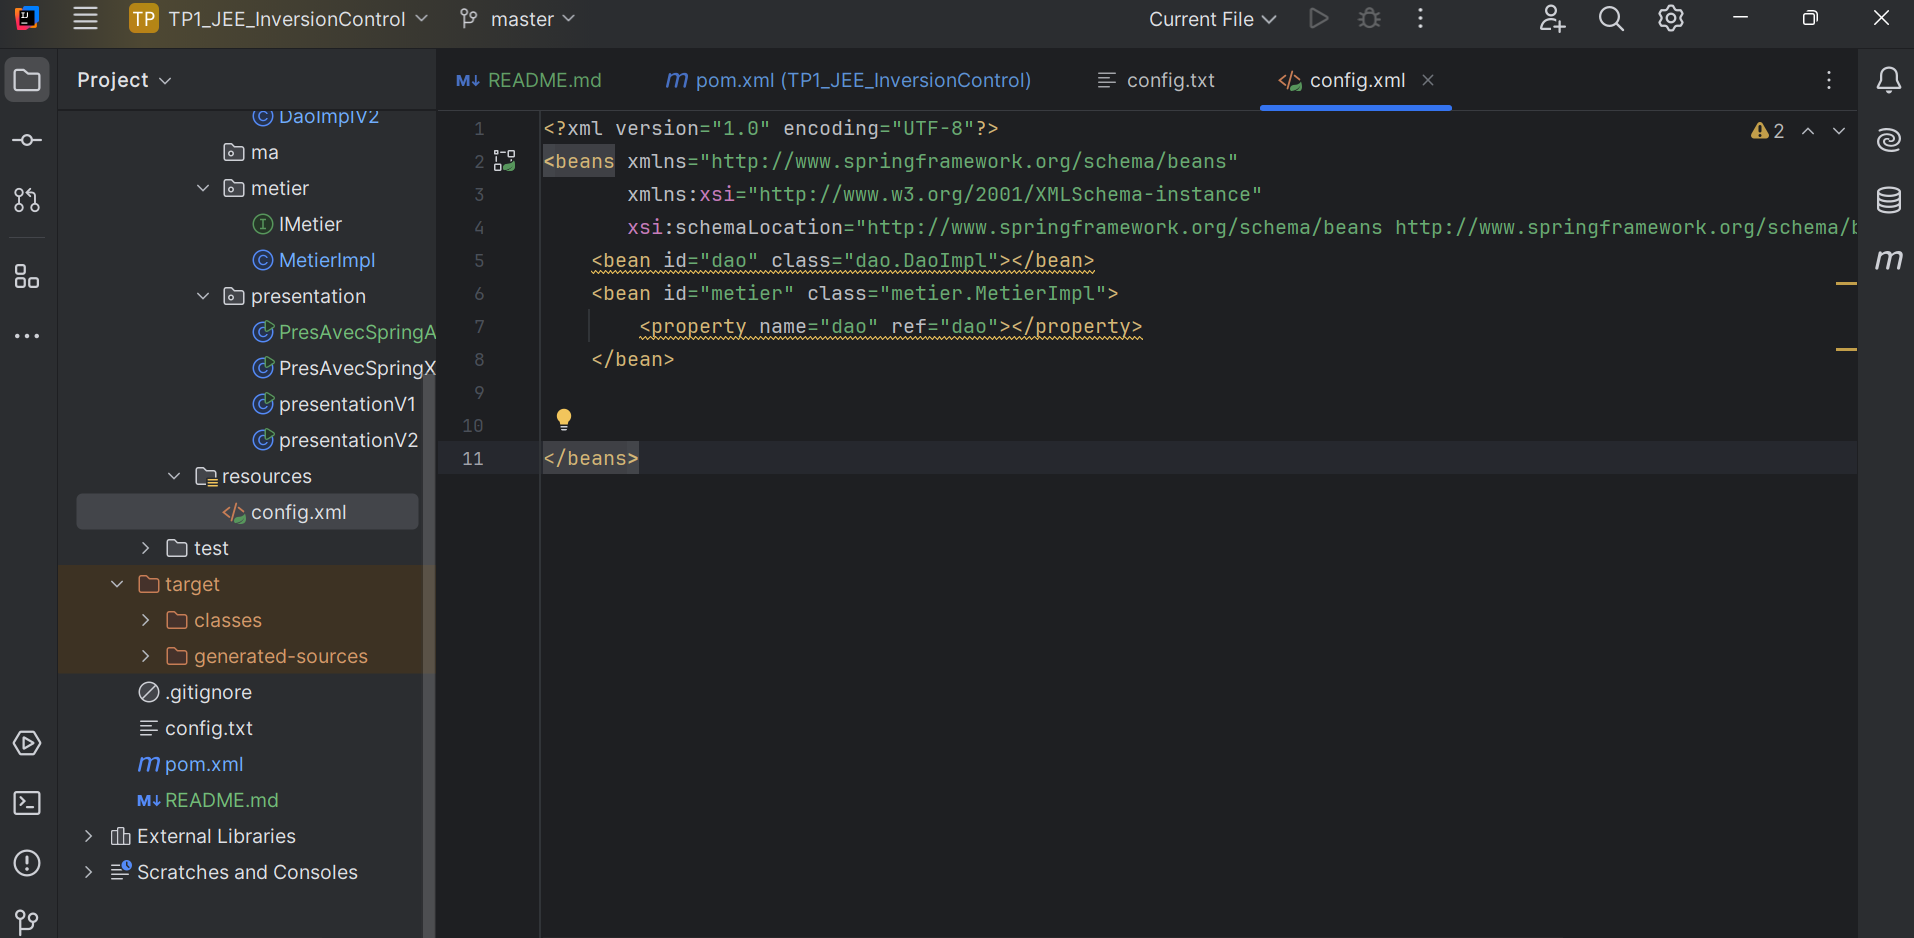 TP TP1_JEE_InversionControl master Current File
Project
README.md pom.xml (TP1_JEE_InversionControl) config.txt config.xml
DaoImplV2
ma
metier
IMetier
MetierImpl
presentation
PresAvecSpringA
PresAvecSpringX
presentationV1
presentationV2
resources
config.xml
test
target
classes
generated-sources
.gitignore
config.txt
pom.xml
README.md
External Libraries
Scratches and Consoles
2
1 <?xml version="1.0" encoding="UTF-8"?>
2 <beans xmlns="http://www.springframework.org/schema/beans"
3 xmlns:xsi="http://www.w3.org/2001/XMLSchema-instance"
4 xsi:schemaLocation="http://www.springframework.org/schema/beans http://www.springframework.org/schema/b
5 <bean id="dao" class="dao.DaoImpl"></bean>
6 <bean id="metier" class="metier.MetierImpl">
7 <property name="dao" ref="dao"></property>
8 </bean>
9
10
11 </beans>